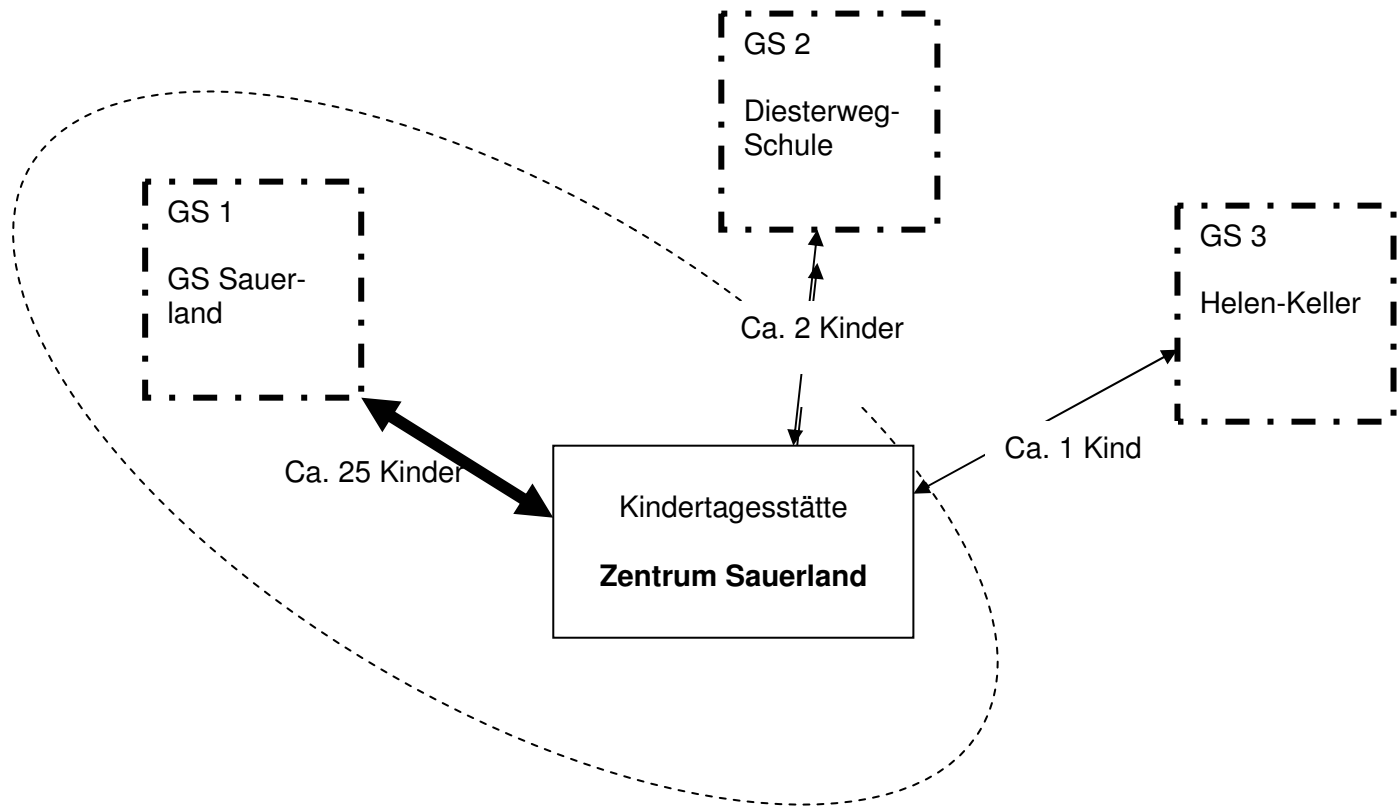 GS 2
Diesterweg-
Schule
GS 1
GS Sauer-
land
GS 3
Helen-Keller
Ca. 2 Kinder
Ca. 1 Kind
Ca. 25 Kinder
Kindertagesstätte
Zentrum Sauerland